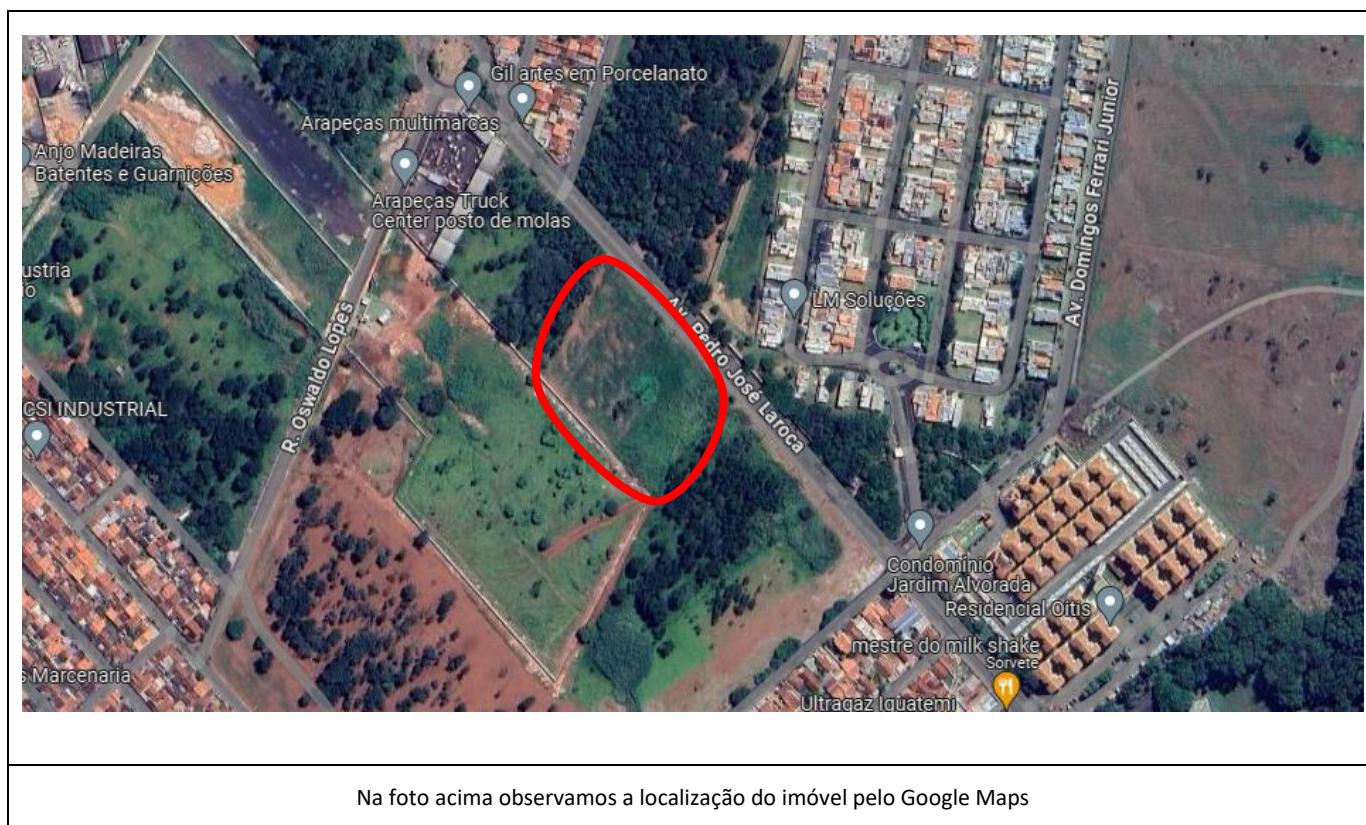 Gil artes em Porcelanato
Arapeças multimarcas
Anjo Madeiras
Batentes e Guarnições
Arapeças Truck
Center posto de molas
ustria
Av. Domingos Ferrari Junior
LM Soluções
Av. Pedro José Laroca
R. Oswaldo Lopes
CSI INDUSTRIAL
Condomínio
Jardim Alvorada
Residencial Oitis
mestre do milk shake
Sorvete
s Marcenaria
Ultragaz Iguatemi
Na foto acima observamos a localização do imóvel pelo Google Maps